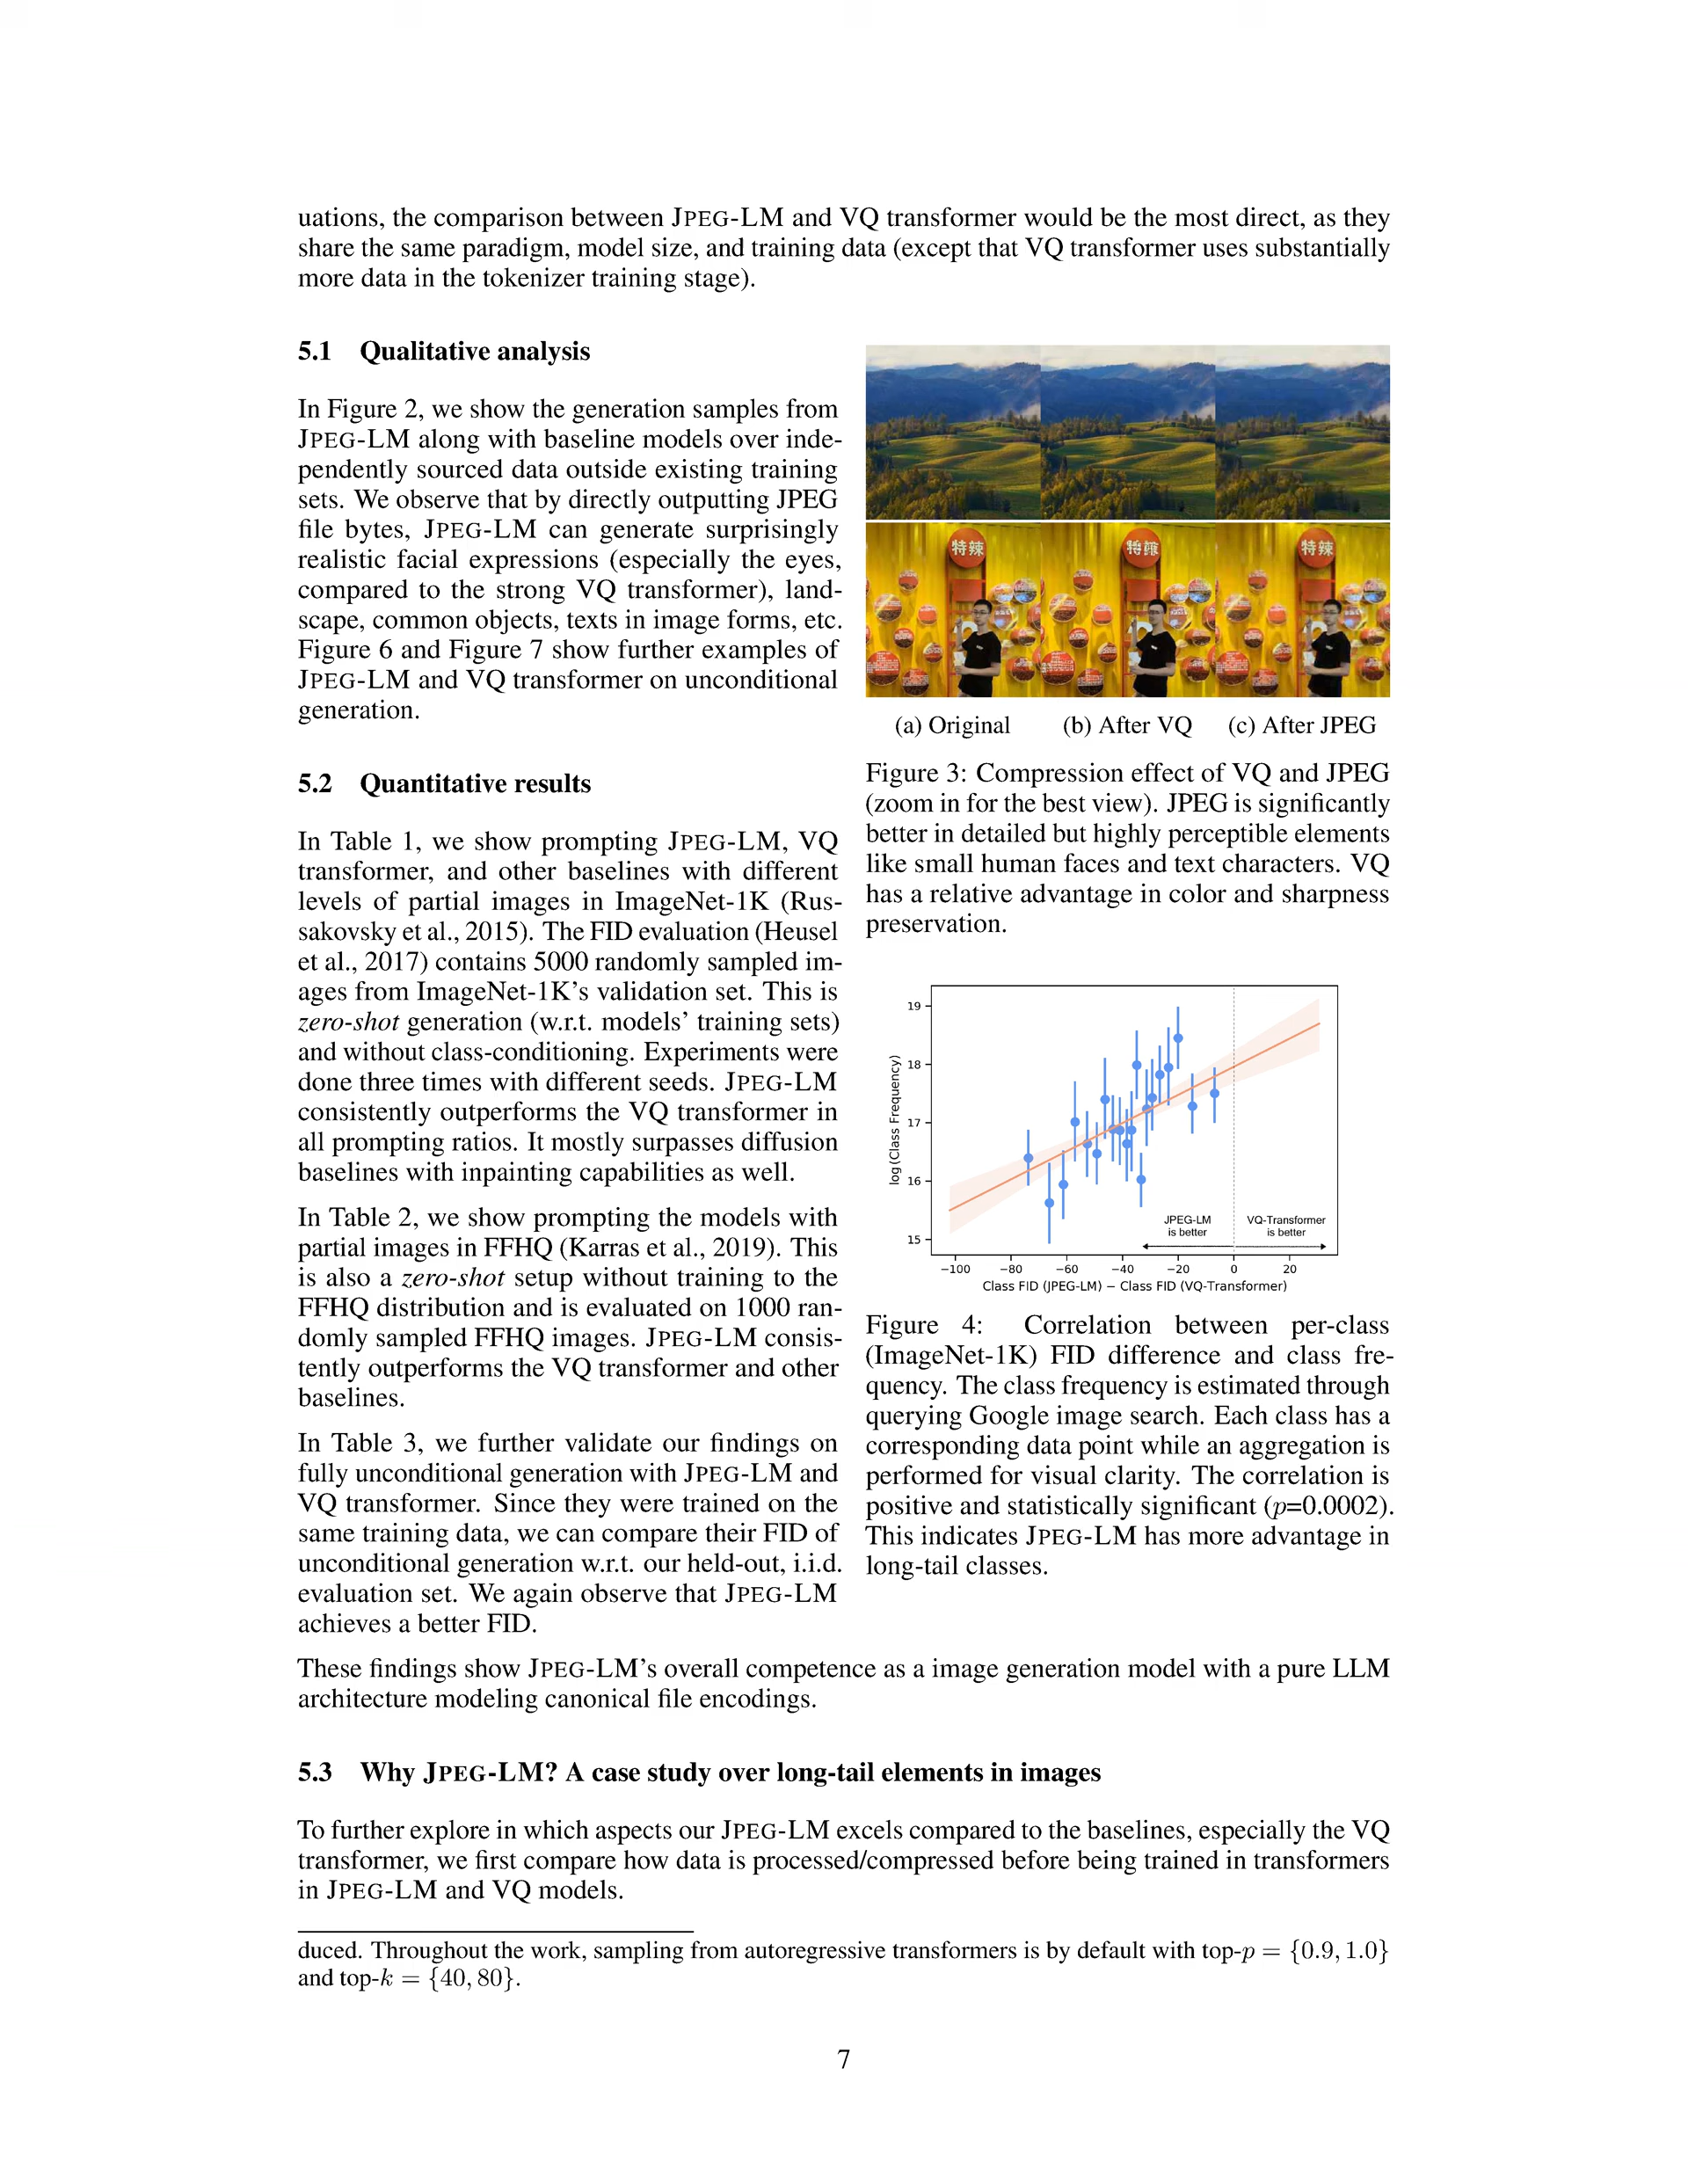 uations, the comparison between JPEG-LM and VQ transformer would be the most direct, as they
share the same paradigm, model size, and training data (except that VQ transformer uses substantially
more data in the tokenizer training stage).
5.1 Qualitative analysis
In Figure 2, we show the generation samples from
JPEG-LM along with baseline models over inde-
pendently sourced data outside existing training
sets. We observe that by directly outputting JPEG
file bytes, JPEG-LM can generate surprisingly
realistic facial expressions (especially the eyes,
compared to the strong VQ transformer), land-
scape, common objects, texts in image forms, etc.
Figure 6 and Figure 7 show further examples of
JPEG-LM and VQ transformer on unconditional
generation.
5.2 Quantitative results
In Table 1, we show prompting JPEG-LM, VQ
transformer, and other baselines with different
levels of partial images in ImageNet-1K (Rus-
sakovsky et al., 2015). The FID evaluation (Heusel
et al., 2017) contains 5000 randomly sampled im-
ages from ImageNet-1K's validation set. This is
zero-shot generation (w.r.t. models' training sets)
and without class-conditioning. Experiments were
done three times with different seeds. JPEG-LM
consistently outperforms the VQ transformer in
all prompting ratios. It mostly surpasses diffusion
baselines with inpainting capabilities as well.
In Table 2, we show prompting the models with
partial images in FFHQ (Karras et al., 2019). This
is also a zero-shot setup without training to the
FFHQ distribution and is evaluated on 1000 ran-
domly sampled FFHQ images. JPEG-LM consis-
tently outperforms the VQ transformer and other
baselines.
In Table 3, we further validate our findings on
fully unconditional generation with JPEG-LM and
VQ transformer. Since they were trained on the
same training data, we can compare their FID of
unconditional generation w.r.t. our held-out, i.i.d.
evaluation set. We again observe that JPEG-LM
achieves a better FID.
特辣
特辣
(a) Original (b) After VQ (c) After JPEG
Figure 3: Compression effect of VQ and JPEG
(zoom in for the best view). JPEG is significantly
better in detailed but highly perceptible elements
like small human faces and text characters. VQ
has a relative advantage in color and sharpness
preservation.
19
18
17
16
15
log(Class Frequency)
JPEG-LM
is better
VQ-Transformer
is better
−100 −80 −60 −40 −20 0 20
Class FID (JPEG-LM) − Class FID (VQ-Transformer)
Figure 4: Correlation between per-class
(ImageNet-1K) FID difference and class fre-
quency. The class frequency is estimated through
querying Google image search. Each class has a
corresponding data point while an aggregation is
performed for visual clarity. The correlation is
positive and statistically significant (p=0.0002).
This indicates JPEG-LM has more advantage in
long-tail classes.
These findings show JPEG-LM's overall competence as a image generation model with a pure LLM
architecture modeling canonical file encodings.
5.3 Why JPEG-LM? A case study over long-tail elements in images
To further explore in which aspects our JPEG-LM excels compared to the baselines, especially the VQ
transformer, we first compare how data is processed/compressed before being trained in transformers
in JPEG-LM and VQ models.
duced. Throughout the work, sampling from autoregressive transformers is by default with top-p = {0.9, 1.0}
and top-k = {40, 80}.
7